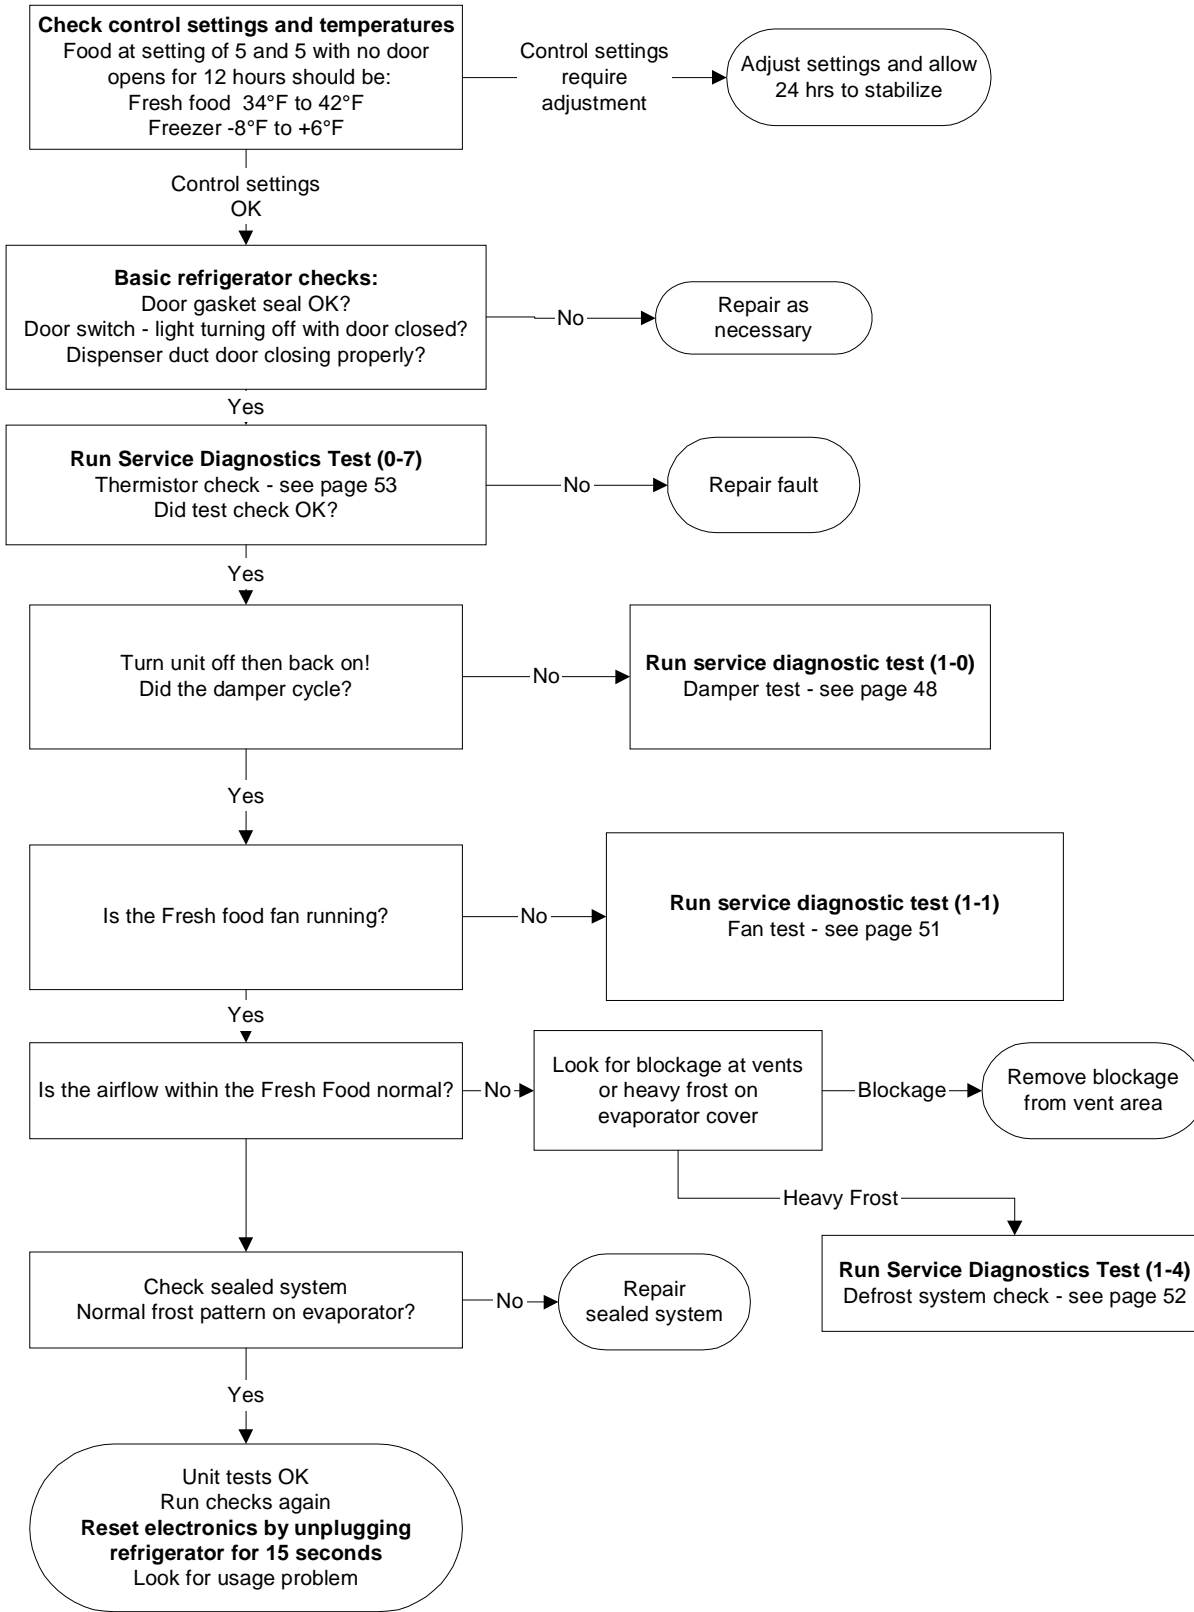 Check control settings and temperatures
Food at setting of 5 and 5 with no door
opens for 12 hours should be:
Fresh food  34°F to 42°F
Freezer -8°F to +6°F
Control settings
require
adjustment
Adjust settings and allow
24 hrs to stabilize
Control settings
OK
Basic refrigerator checks:
Door gasket seal OK?
Door switch - light turning off with door closed?
Dispenser duct door closing properly?
No
Repair as
necessary
Yes
Run Service Diagnostics Test (0-7)
Thermistor check - see page 53
Did test check OK?
No
Repair fault
Yes
Turn unit off then back on!
Did the damper cycle?
No
Run service diagnostic test (1-0)
Damper test - see page 48
Yes
Is the Fresh food fan running?
No
Run service diagnostic test (1-1)
Fan test - see page 51
Yes
Is the airflow within the Fresh Food normal?
No
Look for blockage at vents
or heavy frost on
evaporator cover
Blockage
Remove blockage
from vent area
Heavy Frost
Run Service Diagnostics Test (1-4)
Defrost system check - see page 52
Check sealed system
Normal frost pattern on evaporator?
No
Repair
sealed system
Yes
Unit tests OK
Run checks again
Reset electronics by unplugging
refrigerator for 15 seconds
Look for usage problem